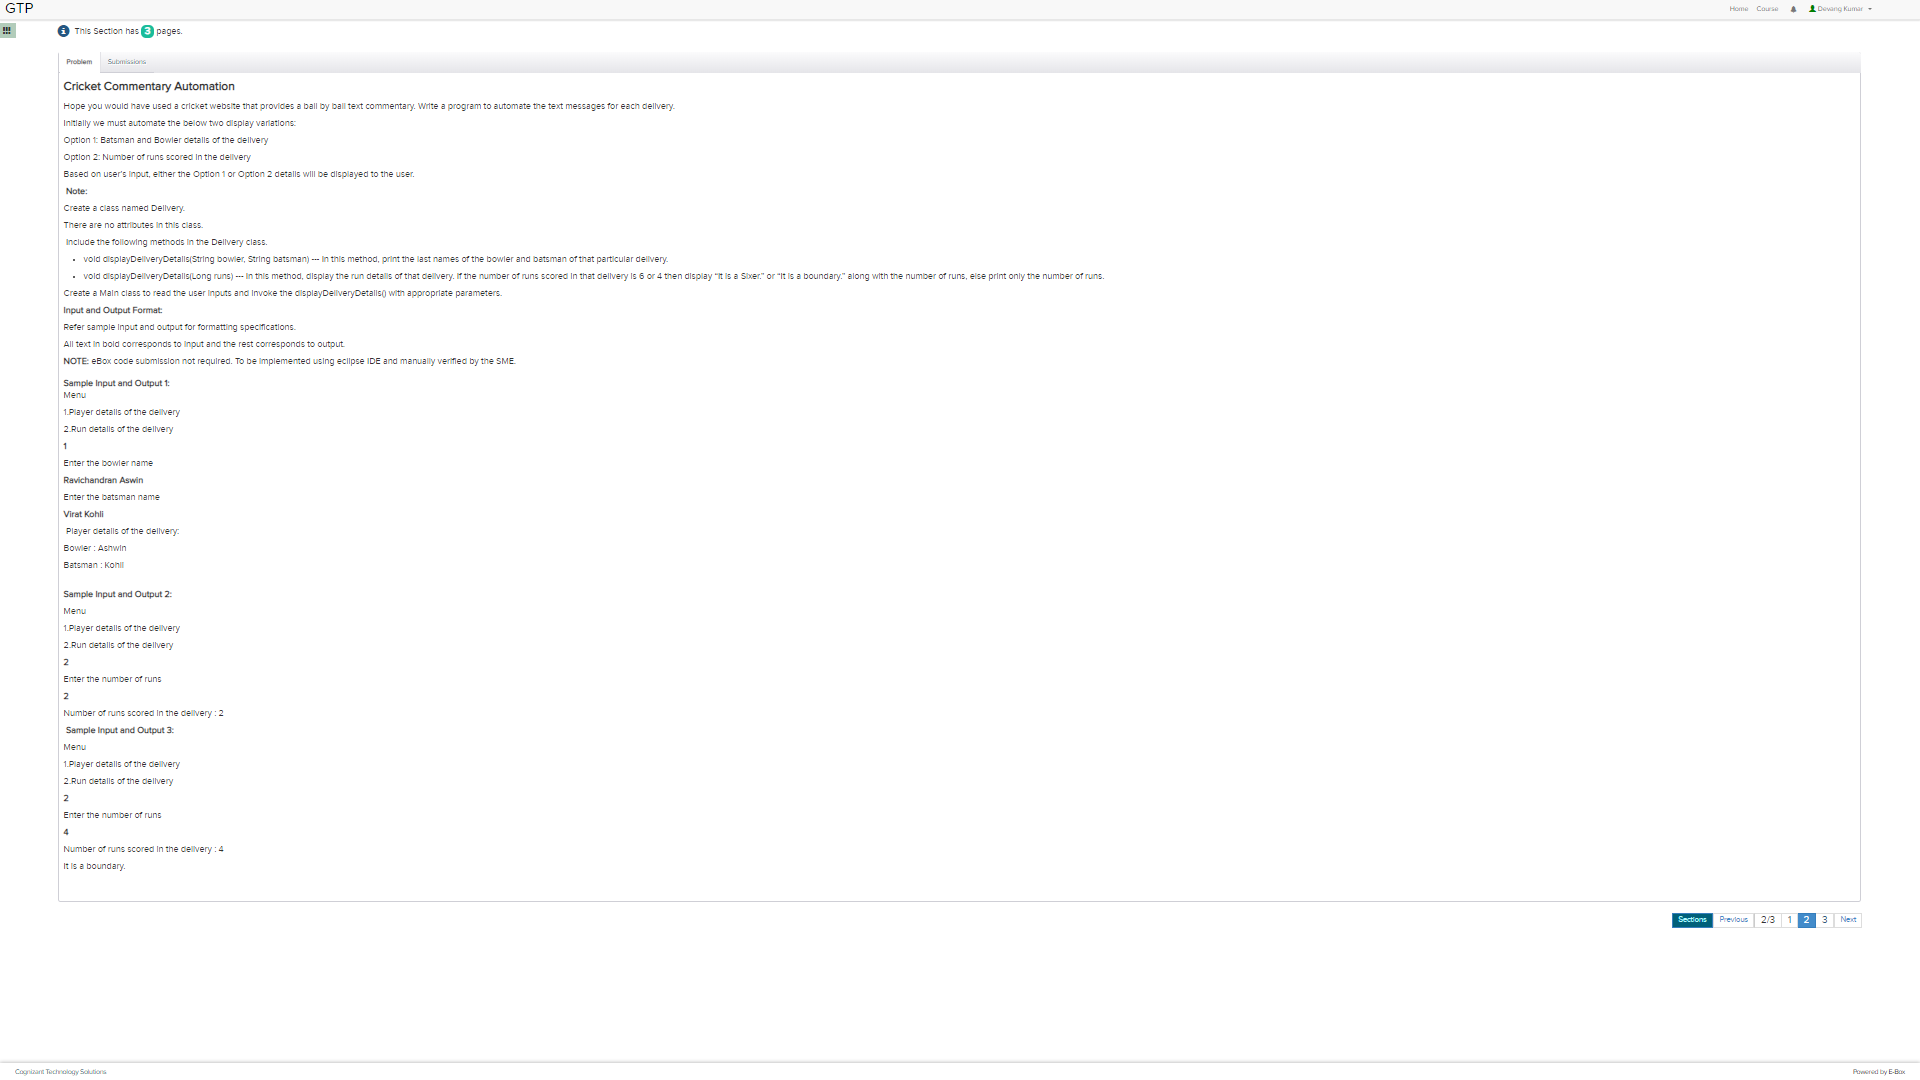 GTP
Home Course Devang Kumar
This Section has 3 pages.
Problem Submissions
Cricket Commentary Automation
Hope you would have used a cricket website that provides a ball by ball text commentary. Write a program to automate the text messages for each delivery.
Initially we must automate the below two display variations:
Option 1: Batsman and Bowler details of the delivery
Option 2: Number of runs scored in the delivery
Based on user's input, either the Option 1 or Option 2 details will be displayed to the user.
Note:
Create a class named Delivery.
There are no attributes in this class.
Include the following methods in the Delivery class.
• void displayDeliveryDetails(String bowler, String batsman) --- In this method, print the last names of the bowler and batsman of that particular delivery.
• void displayDeliveryDetails(Long runs) --- In this method, display the run details of that delivery. If the number of runs scored in that delivery is 6 or 4 then display “It is a Sixer.” or “It is a boundary.” along with the number of runs, else print only the number of runs.
Create a Main class to read the user inputs and invoke the displayDeliveryDetails() with appropriate parameters.
Input and Output Format:
Refer sample input and output for formatting specifications.
All text in bold corresponds to input and the rest corresponds to output.
NOTE: eBox code submission not required. To be implemented using eclipse IDE and manually verified by the SME.
Sample Input and Output 1:
Menu
1.Player details of the delivery
2.Run details of the delivery
1
Enter the bowler name
Ravichandran Aswin
Enter the batsman name
Virat Kohli
Player details of the delivery:
Bowler : Ashwin
Batsman : Kohli
Sample Input and Output 2:
Menu
1.Player details of the delivery
2.Run details of the delivery
2
Enter the number of runs
2
Number of runs scored in the delivery : 2
Sample Input and Output 3:
Menu
1.Player details of the delivery
2.Run details of the delivery
2
Enter the number of runs
4
Number of runs scored in the delivery : 4
It is a boundary.
Sections Previous 2/3 1 2 3 Next
Cognizant Technology Solutions Powered by E-Box